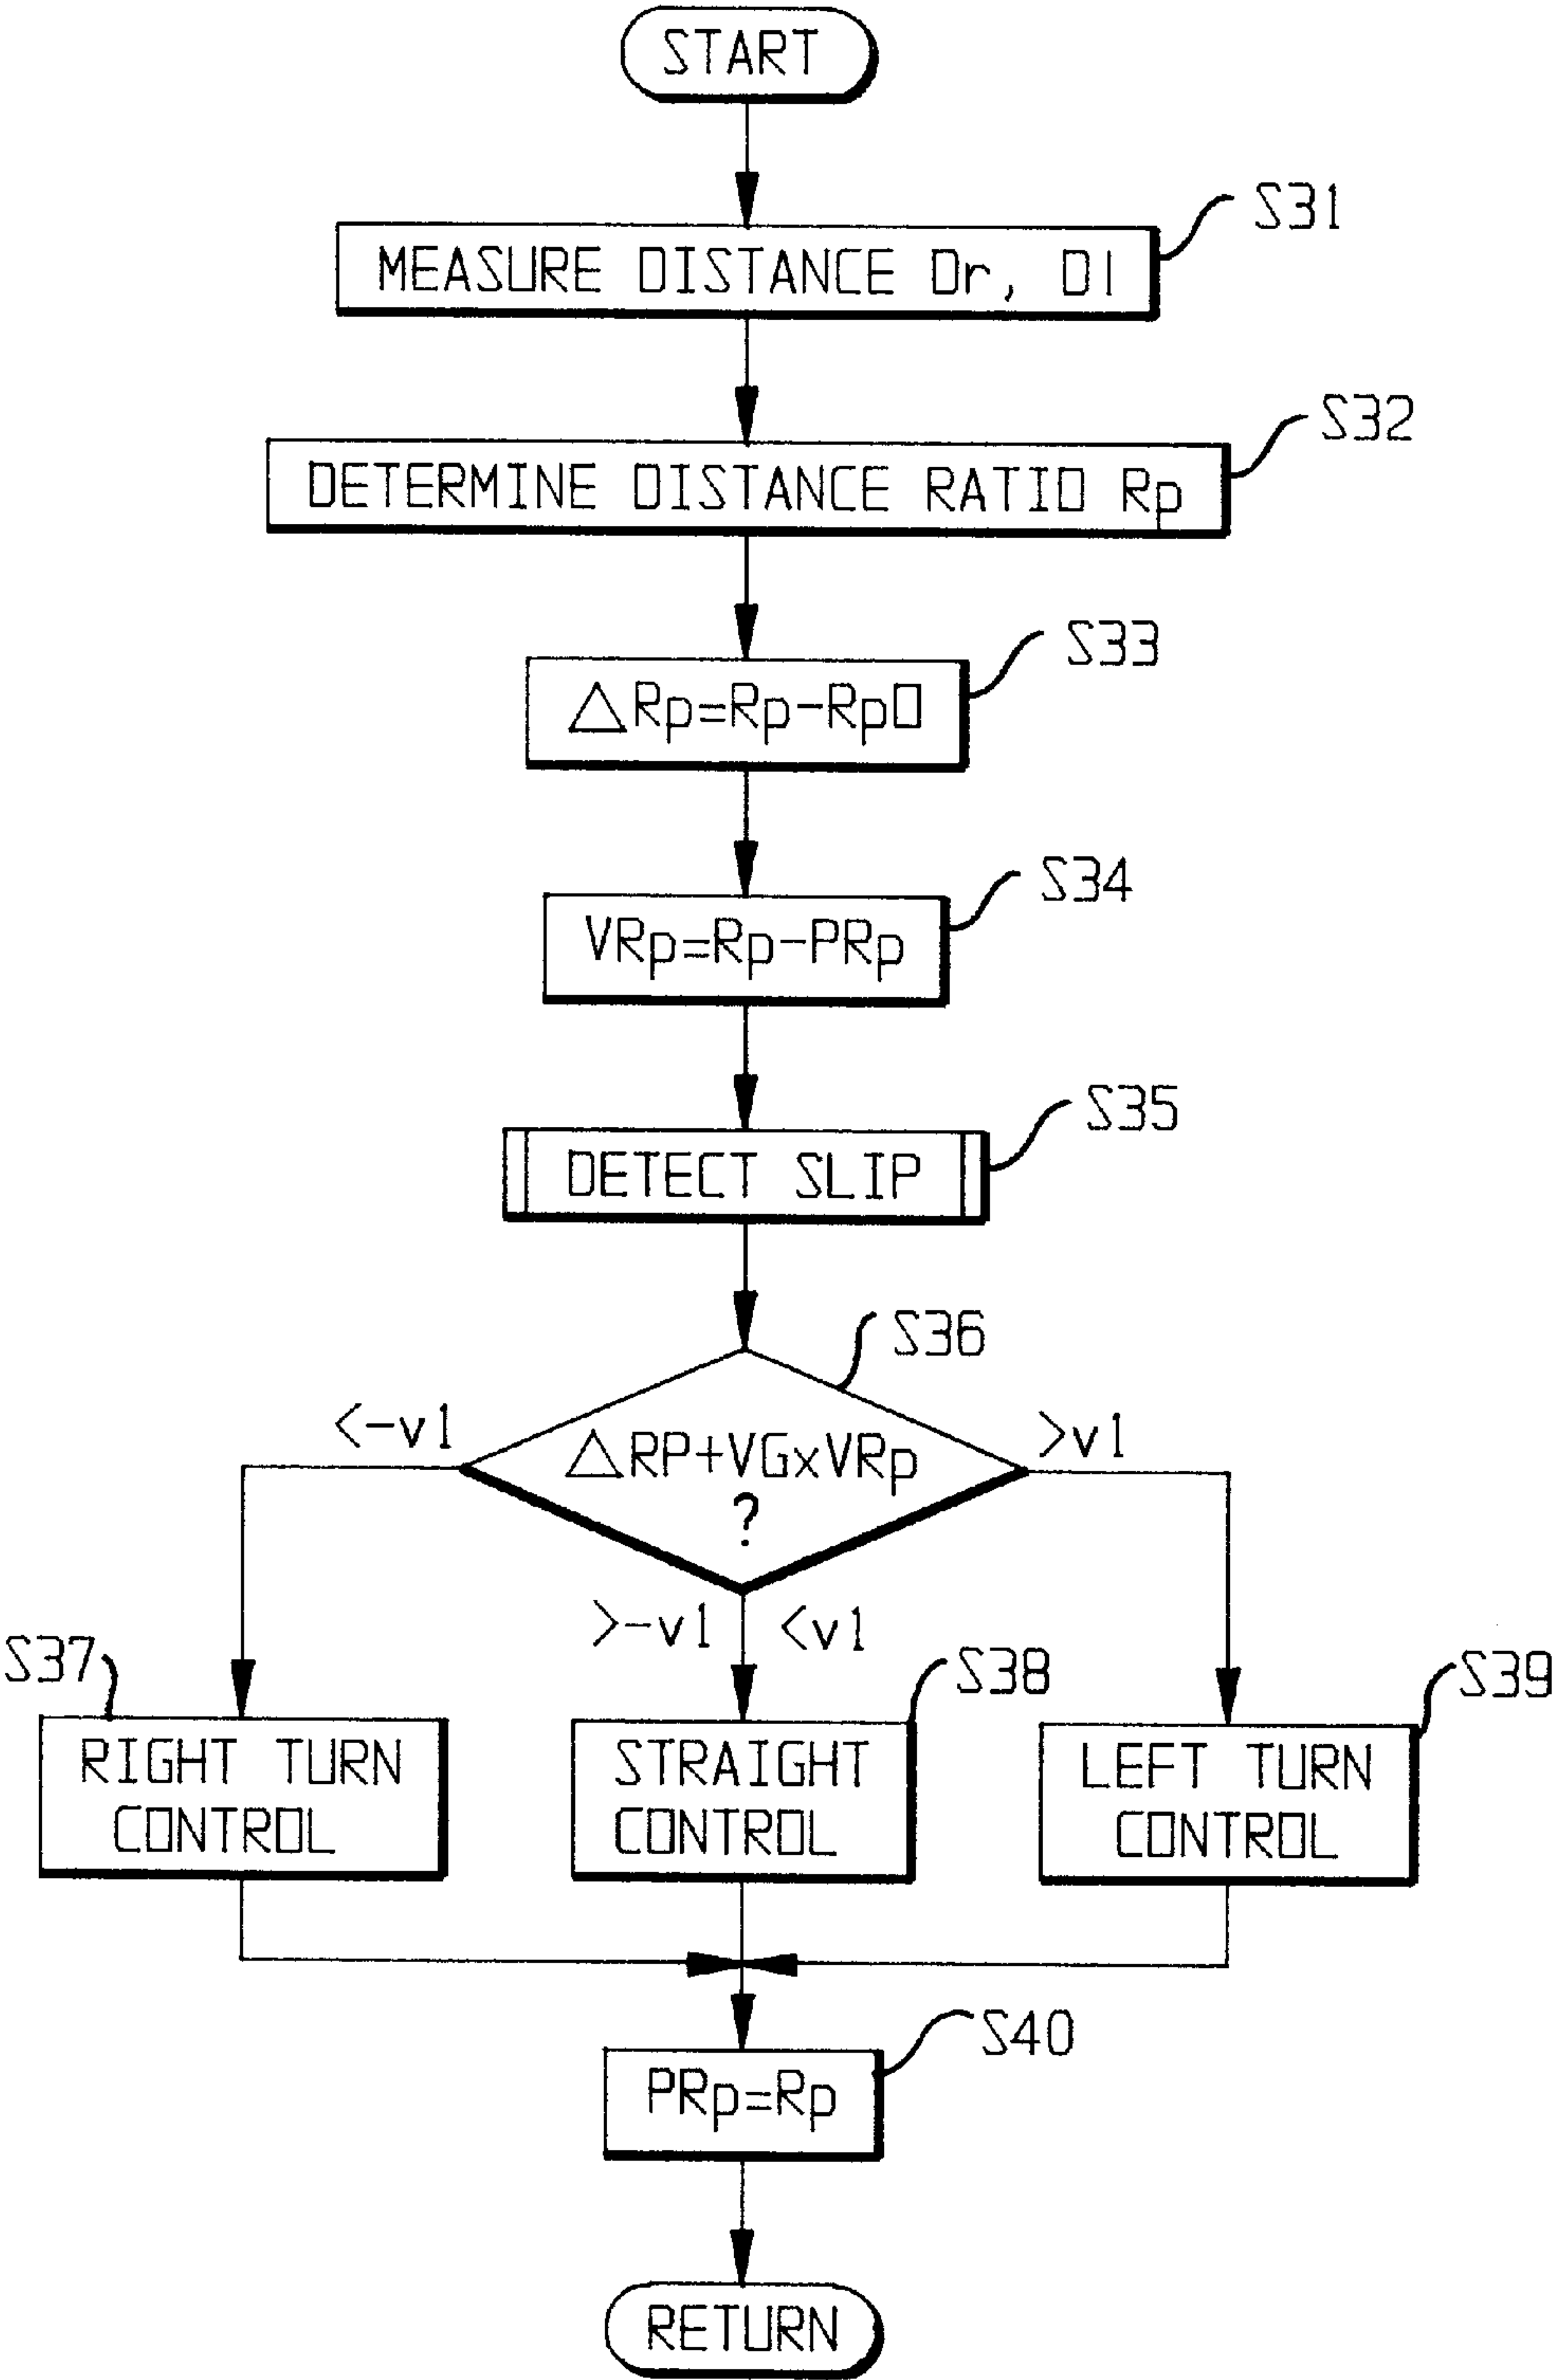 START
S31
MEASURE DISTANCE Dr, Dl
S32
DETERMINE DISTANCE RATIO Rp
S33
△Rp=Rp-Rp0
S34
VRp=Rp-PRp
S35
DETECT SLIP
S36
<-v1
△RP+VGxVRp
?
>v1
>-v1
<v1
S37
RIGHT TURN
CONTROL
S38
STRAIGHT
CONTROL
S39
LEFT TURN
CONTROL
S40
PRp=Rp
RETURN